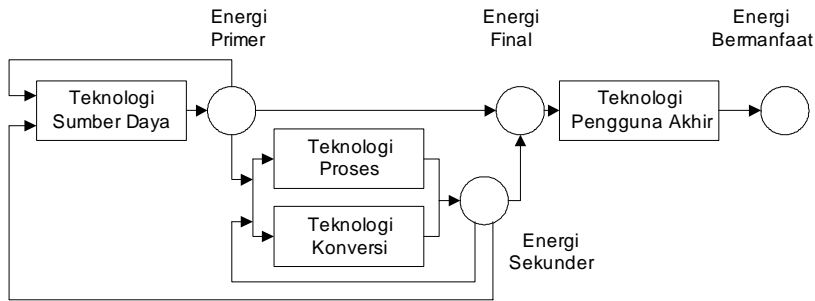 Energi
Primer
Energi
Final
Energi
Bermanfaat
Teknologi
Sumber Daya
Teknologi
Pengguna Akhir
Teknologi
Proses
Teknologi
Konversi
Energi
Sekunder